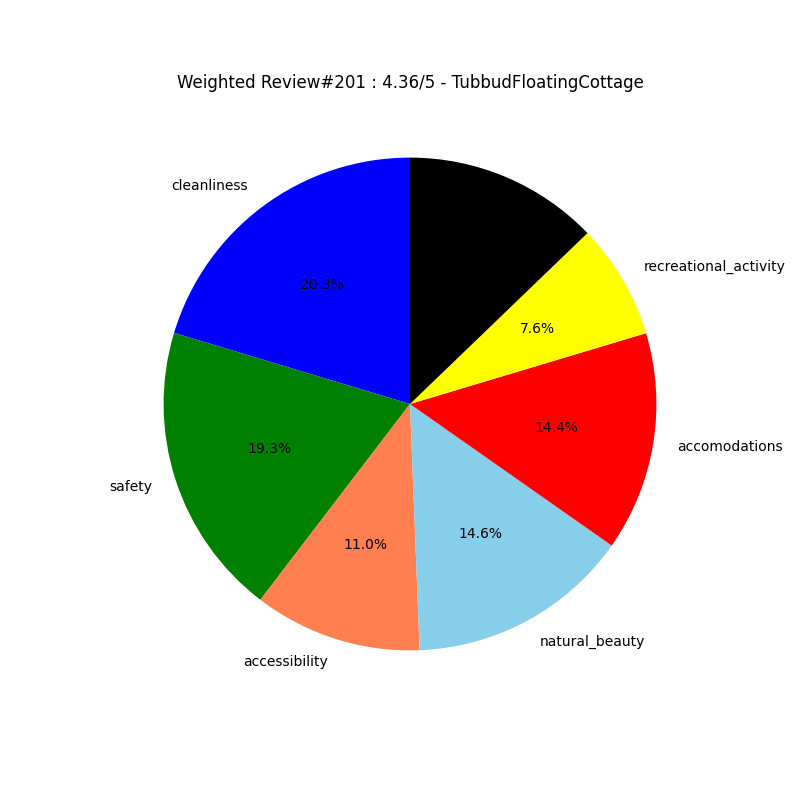 Weighted Review#201 : 4.36/5 - TubbudFloatingCottage
cleanliness
20.3%
safety
19.3%
accessibility
11.0%
natural_beauty
14.6%
accomodations
14.4%
recreational_activity
7.6%